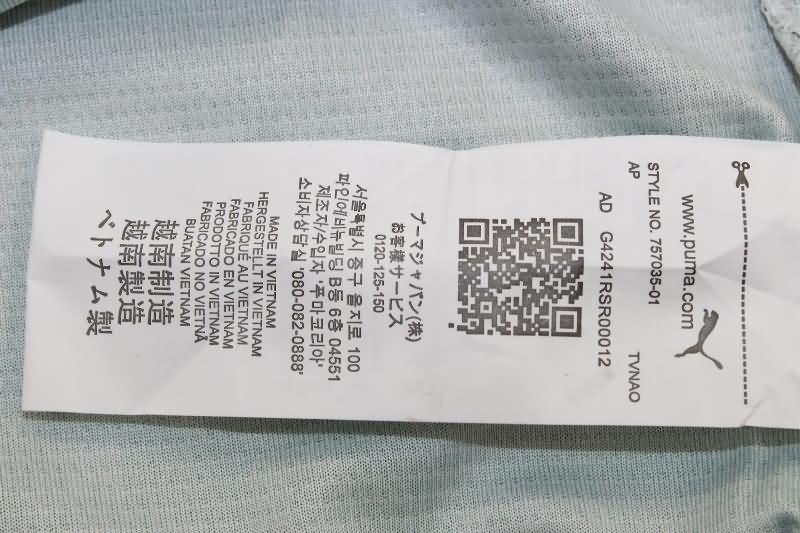 www.puma.com
STYLE NO. 757035-01
AP TVNAO
AD G4241RSR00012
プーマジャパン(株)
お客様サービス
0120-125-150
서울특별시 중구 을지로 100
파인에비뉴빌딩 B동 6층 04551
제조자/수입자 '푸마코리아'
소비자상담실 '080-082-0888'
MADE IN VIETNAM
HERGESTELLT IN VIETNAM
FABRIQUÉ AU VIETNAM
FABRICADO EN VIETNAM
PRODOTTO IN VIETNAM
FABRICADO NO VIETNÃ
BUATAN VIETNAM
越南制造
越南製造
ベトナム製